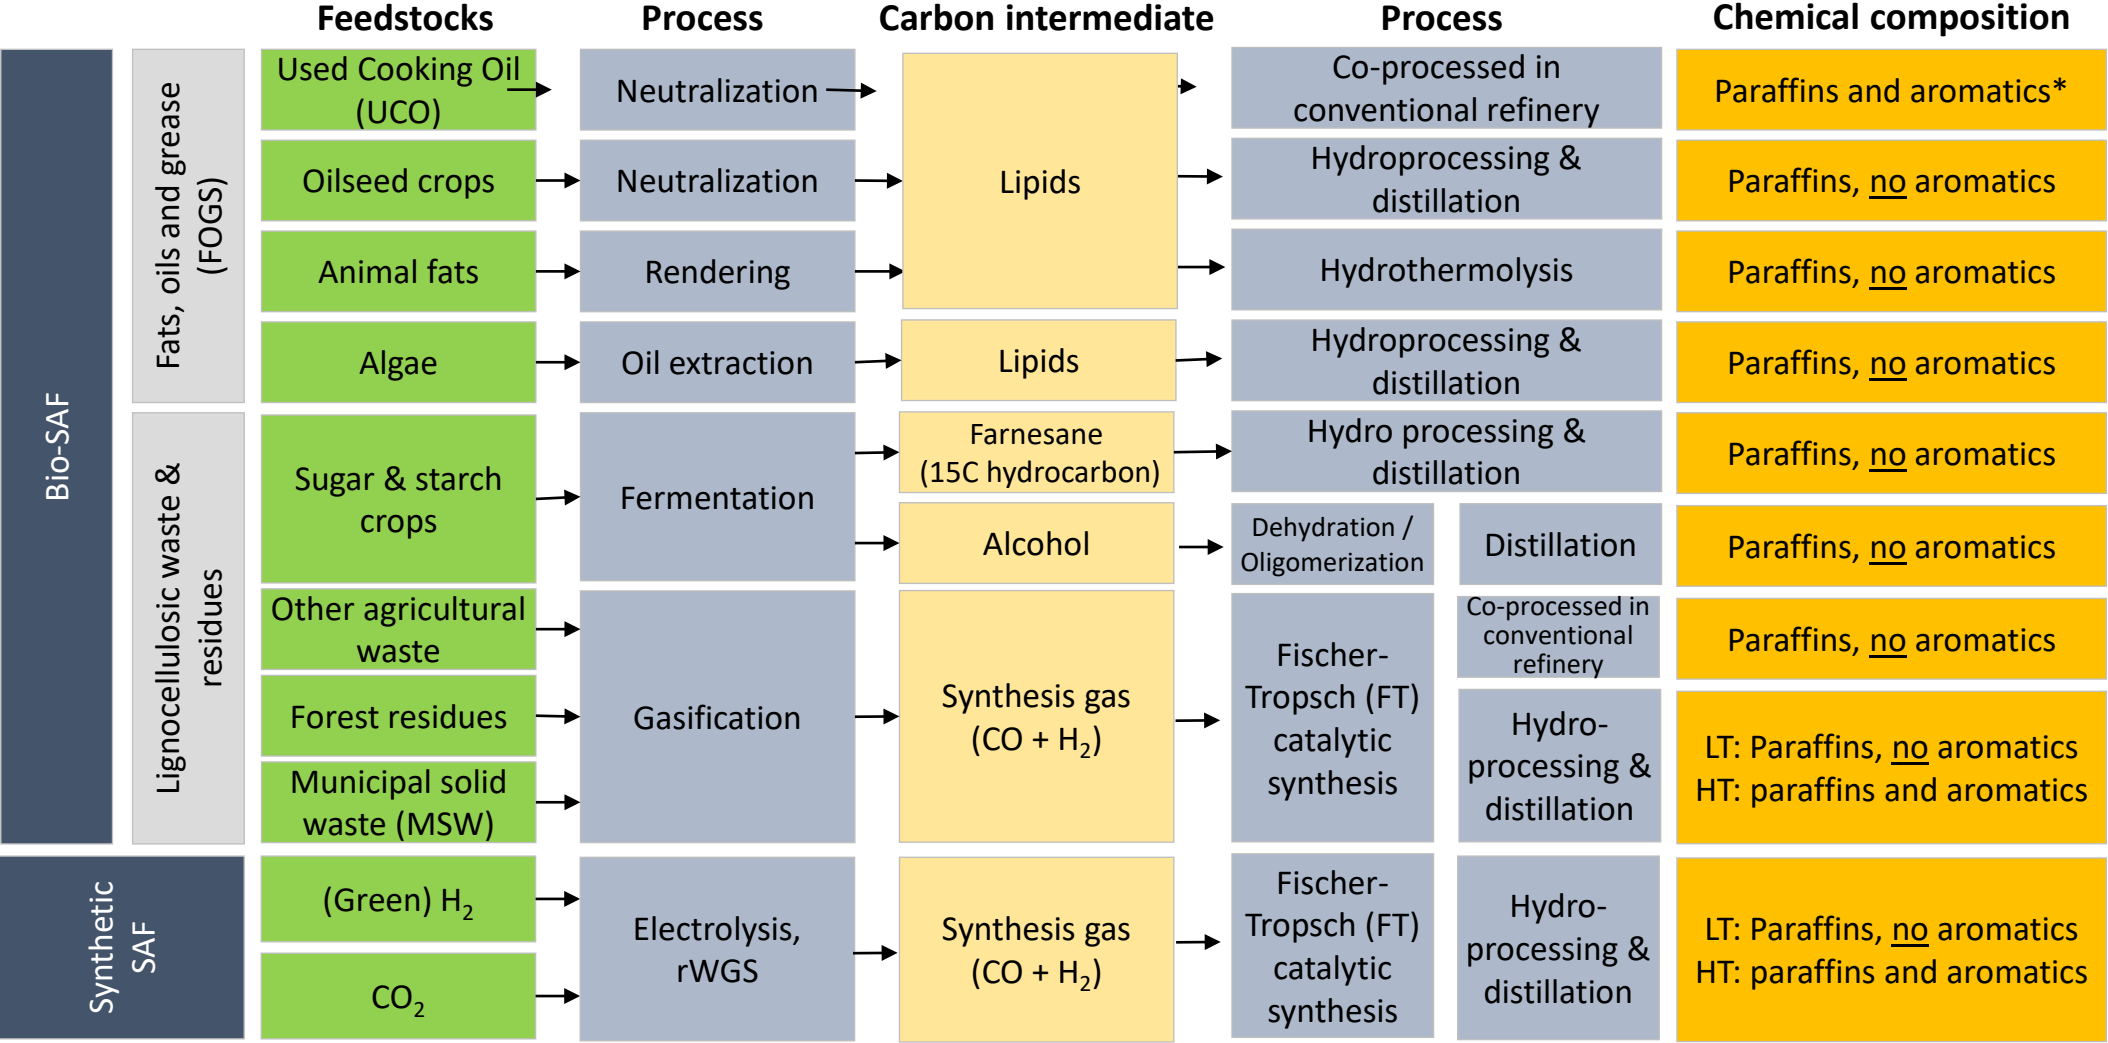 Feedstocks
Process
Carbon intermediate
Process
Chemical composition
Bio-SAF
Fats, oils and grease
(FOGS)
Used Cooking Oil
(UCO)
Neutralization
Lipids
Co-processed in
conventional refinery
Paraffins and aromatics*
Oilseed crops
Neutralization
Hydroprocessing &
distillation
Paraffins, no aromatics
Animal fats
Rendering
Hydrothermolysis
Paraffins, no aromatics
Algae
Oil extraction
Lipids
Hydroprocessing &
distillation
Paraffins, no aromatics
Lignocellulosic waste &
residues
Sugar & starch
crops
Fermentation
Farnesane
(15C hydrocarbon)
Hydro processing &
distillation
Paraffins, no aromatics
Alcohol
Dehydration /
Oligomerization
Distillation
Paraffins, no aromatics
Other agricultural
waste
Forest residues
Municipal solid
waste (MSW)
Gasification
Synthesis gas
(CO + H₂)
Fischer-
Tropsch (FT)
catalytic
synthesis
Co-processed in
conventional
refinery
Paraffins, no aromatics
Hydro-
processing &
distillation
LT: Paraffins, no aromatics
HT: paraffins and aromatics
Synthetic
SAF
(Green) H₂
CO₂
Electrolysis,
rWGS
Synthesis gas
(CO + H₂)
Fischer-
Tropsch (FT)
catalytic
synthesis
Hydro-
processing &
distillation
LT: Paraffins, no aromatics
HT: paraffins and aromatics